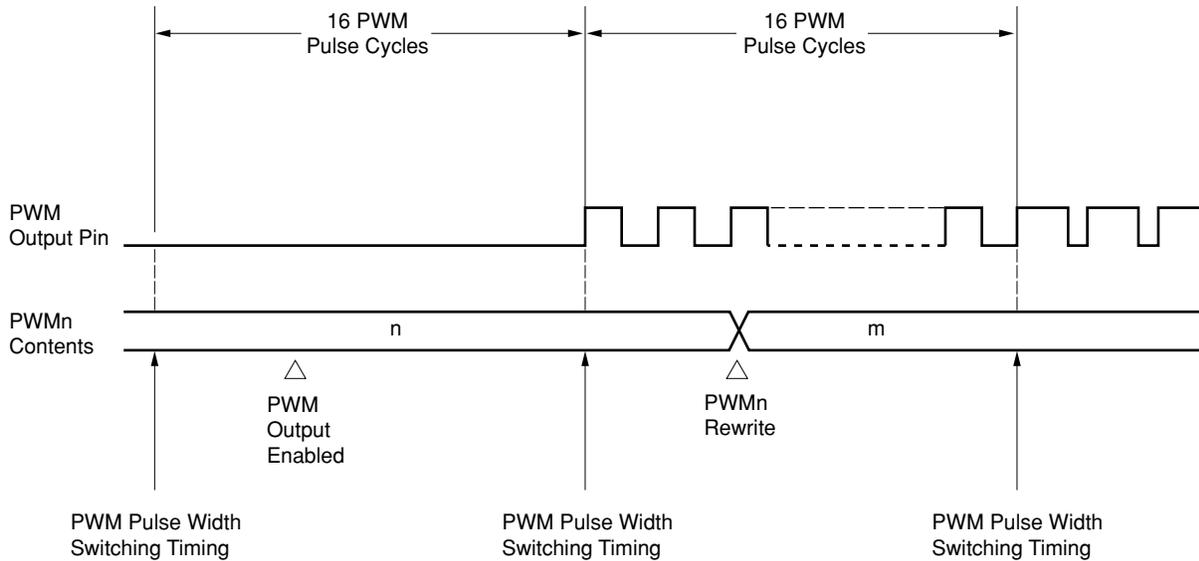 16 PWM
Pulse Cycles
16 PWM
Pulse Cycles
PWM
Output Pin
PWMn
Contents
n
m
PWM
Output
Enabled
PWMn
Rewrite
PWM Pulse Width
Switching Timing
PWM Pulse Width
Switching Timing
PWM Pulse Width
Switching Timing